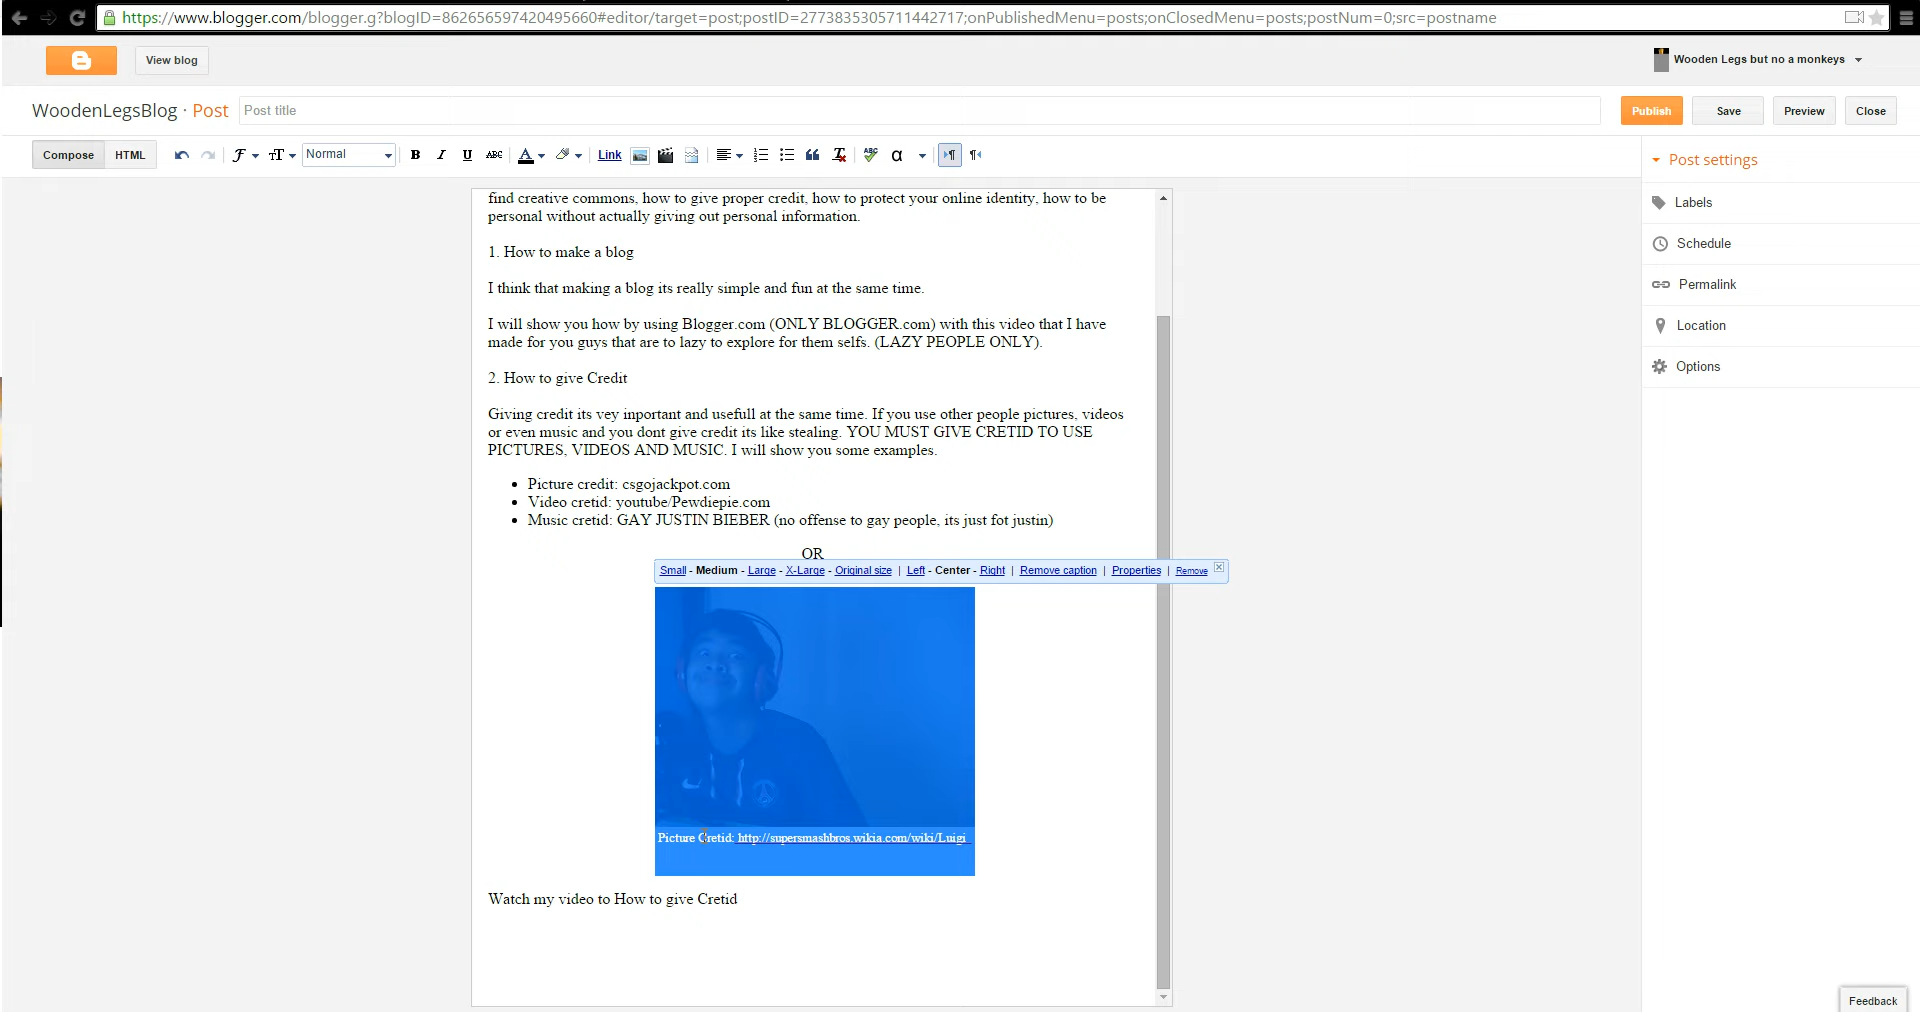 https://www.blogger.com/blogger.g?blogID=862656597420495660#editor/target=post;postID=2773835305711442717;onPublishedMenu=posts;onClosedMenu=posts;postNum=0;src=postname
View blog
Wooden Legs but no a monkeys
WoodenLegsBlog · Post
Post title
Publish
Save
Preview
Close
Compose
HTML
Normal
B
I
U
ABC
A
Link
α
Post settings
Labels
Schedule
Permalink
Location
Options
find creative commons, how to give proper credit, how to protect your online identity, how to be
personal without actually giving out personal information.
1. How to make a blog
I think that making a blog its really simple and fun at the same time.
I will show you how by using Blogger.com (ONLY BLOGGER.com) with this video that I have
made for you guys that are to lazy to explore for them selfs. (LAZY PEOPLE ONLY).
2. How to give Credit
Giving credit its vey inportant and usefull at the same time. If you use other people pictures, videos
or even music and you dont give credit its like stealing. YOU MUST GIVE CRETID TO USE
PICTURES, VIDEOS AND MUSIC. I will show you some examples.
• Picture credit: csgojackpot.com
• Video cretid: youtube/Pewdiepie.com
• Music cretid: GAY JUSTIN BIEBER (no offense to gay people, its just fot justin)
OR
Small - Medium - Large - X-Large - Original size | Left - Center - Right | Remove caption | Properties | Remove
Picture Cretid: http://supersmashbros.wikia.com/wiki/Luigi
Watch my video to How to give Cretid
Feedback